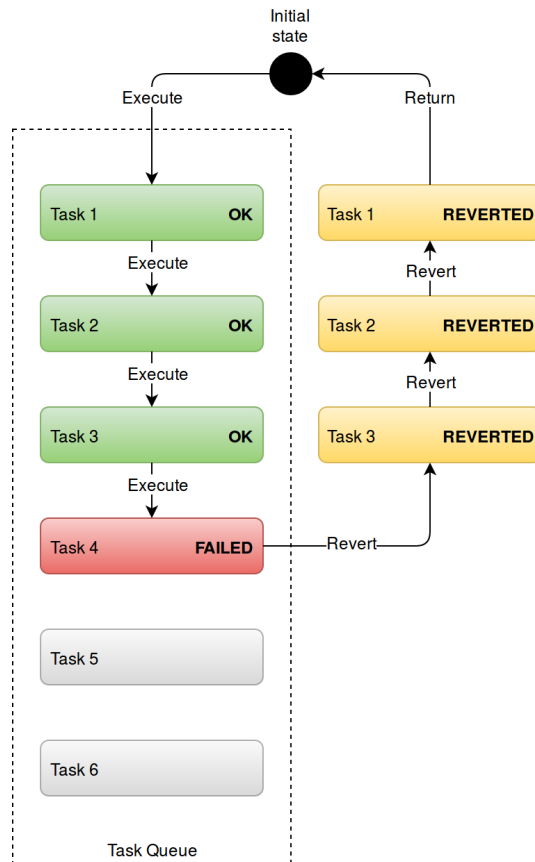 Initial
state
Execute
Return
Task 1 OK
Task 1 REVERTED
Execute
Revert
Task 2 OK
Task 2 REVERTED
Execute
Revert
Task 3 OK
Task 3 REVERTED
Execute
Task 4 FAILED
Revert
Task 5
Task 6
Task Queue